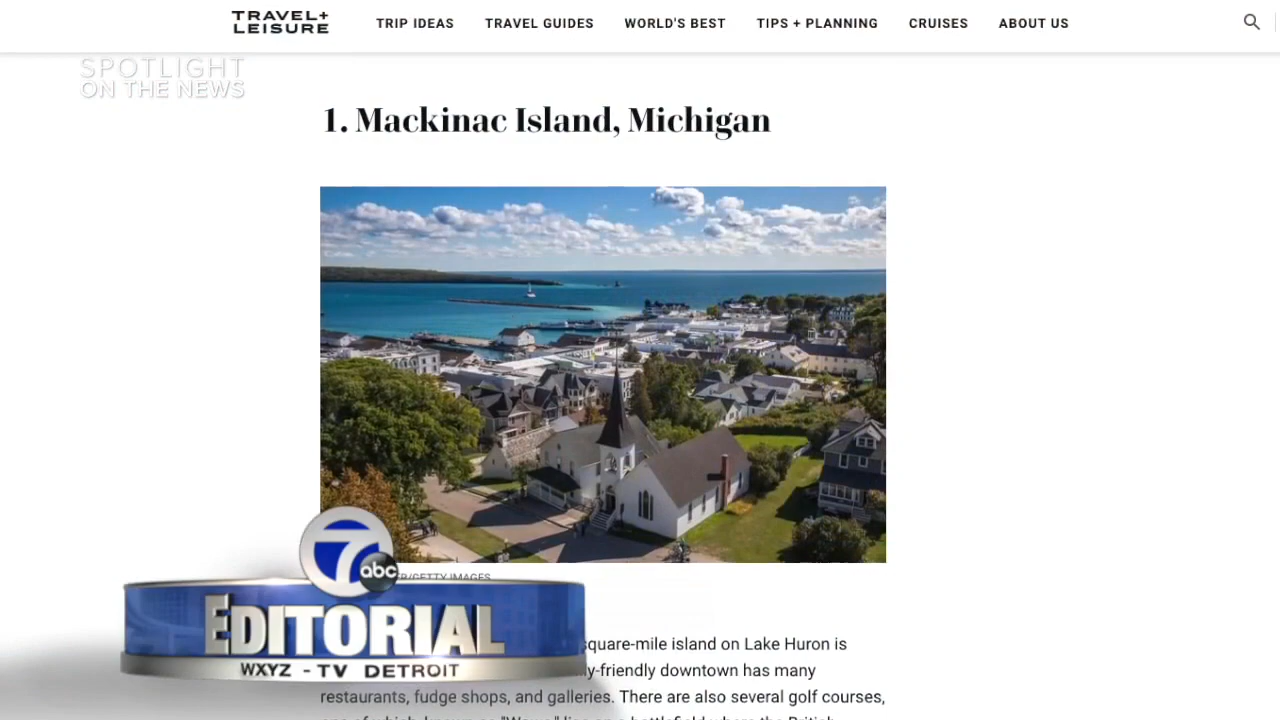 TRAVEL+
LEISURE
TRIP IDEAS
TRAVEL GUIDES
WORLD'S BEST
TIPS + PLANNING
CRUISES
ABOUT US
SPOTLIGHT
ON THE NEWS
1. Mackinac Island, Michigan
7
abc
/GETTY IMAGES
EDITORIAL
WXYZ - TV DETROIT
square-mile island on Lake Huron is
-friendly downtown has many
restaurants, fudge shops, and galleries. There are also several golf courses,